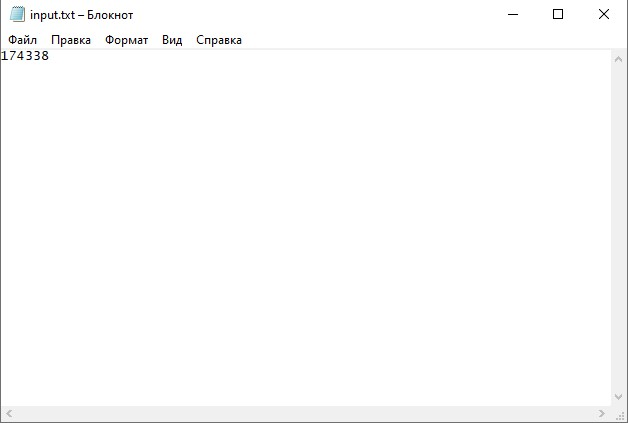 input.txt – Блокнот
Файл Правка Формат Вид Справка
174338